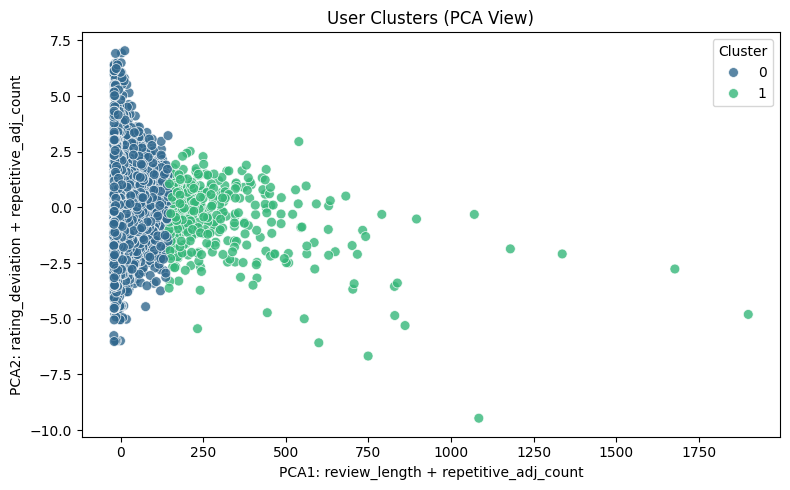 User Clusters (PCA View)
Cluster
0
1
7.5
5.0
2.5
0.0
−2.5
−5.0
−7.5
−10.0
PCA2: rating_deviation + repetitive_adj_count
0 250 500 750 1000 1250 1500 1750
PCA1: review_length + repetitive_adj_count